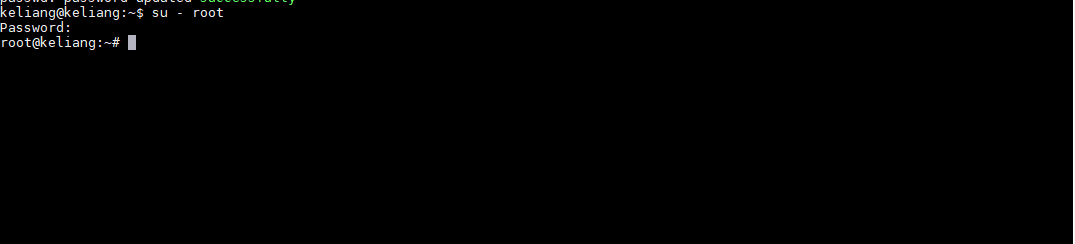 passwd: password updated successfully
keliang@keliang:~$ su - root
Password:
root@keliang:~#